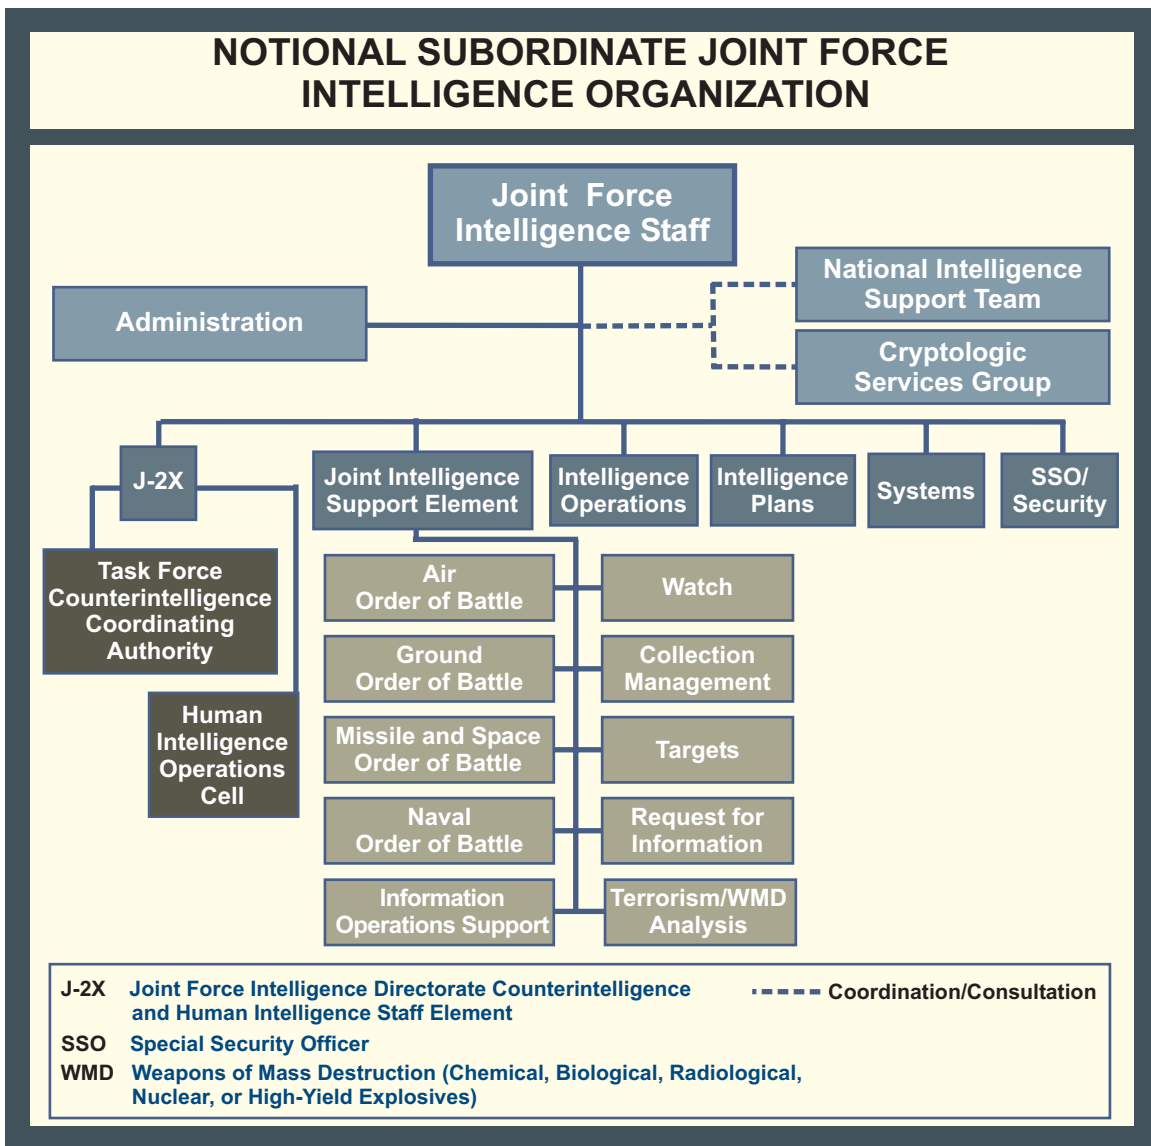 NOTIONAL SUBORDINATE JOINT FORCE
INTELLIGENCE ORGANIZATION
Joint Force
Intelligence Staff
National Intelligence
Support Team
Administration
Cryptologic
Services Group
J-2X
Joint Intelligence
Support Element
Intelligence
Operations
Intelligence
Plans
Systems
SSO/
Security
Task Force
Counterintelligence
Coordinating
Authority
Human
Intelligence
Operations
Cell
Air
Order of Battle
Watch
Ground
Order of Battle
Collection
Management
Missile and Space
Order of Battle
Targets
Naval
Order of Battle
Request for
Information
Information
Operations Support
Terrorism/WMD
Analysis
J-2X Joint Force Intelligence Directorate Counterintelligence
and Human Intelligence Staff Element
Coordination/Consultation
SSO Special Security Officer
WMD Weapons of Mass Destruction (Chemical, Biological, Radiological,
Nuclear, or High-Yield Explosives)